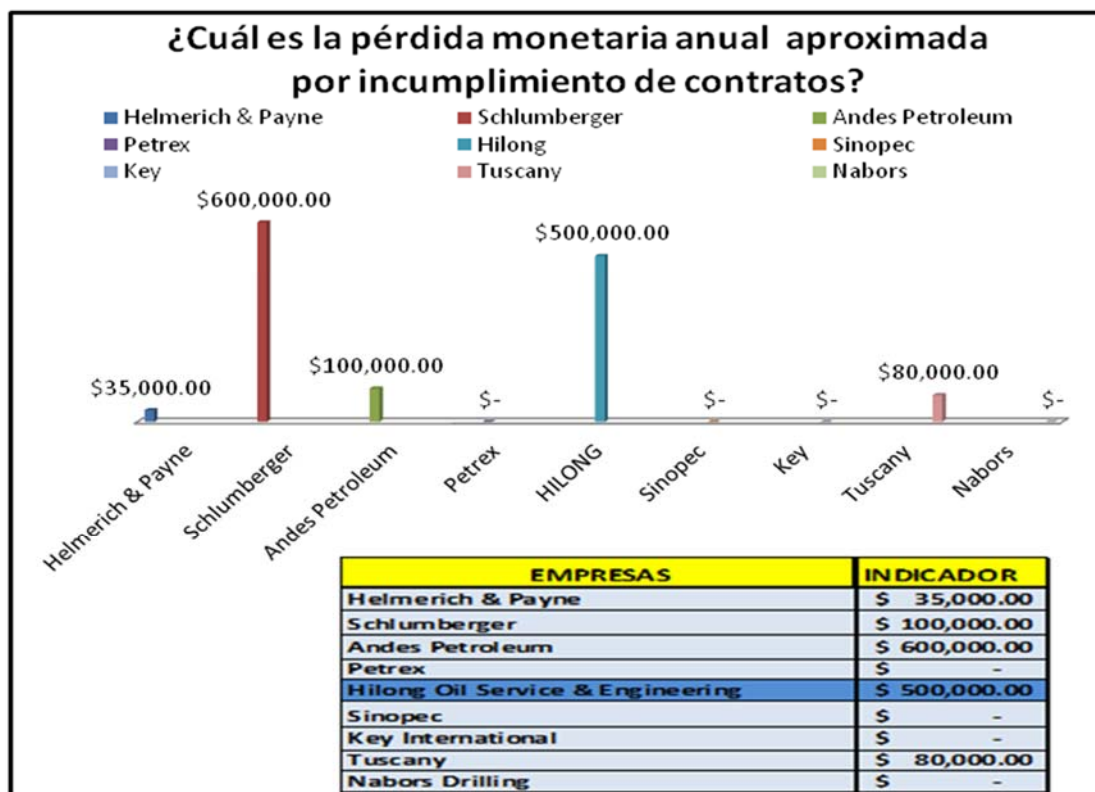 ¿Cuál es la pérdida monetaria anual aproximada
por incumplimiento de contratos?
Helmerich & Payne Schlumberger Andes Petroleum
Petrex Hilong Sinopec
Key Tuscany Nabors
$600,000.00
$500,000.00
$35,000.00 $100,000.00 $- $- $- $80,000.00 $-
Helmerich & Payne Schlumberger Andes Petroleum Petrex HILONG Sinopec Key Tuscany Nabors
EMPRESAS INDICADOR
Helmerich & Payne $ 35,000.00
Schlumberger $ 100,000.00
Andes Petroleum $ 600,000.00
Petrex $ -
Hilong Oil Service & Engineering $ 500,000.00
Sinopec $ -
Key International $ -
Tuscany $ 80,000.00
Nabors Drilling $ -